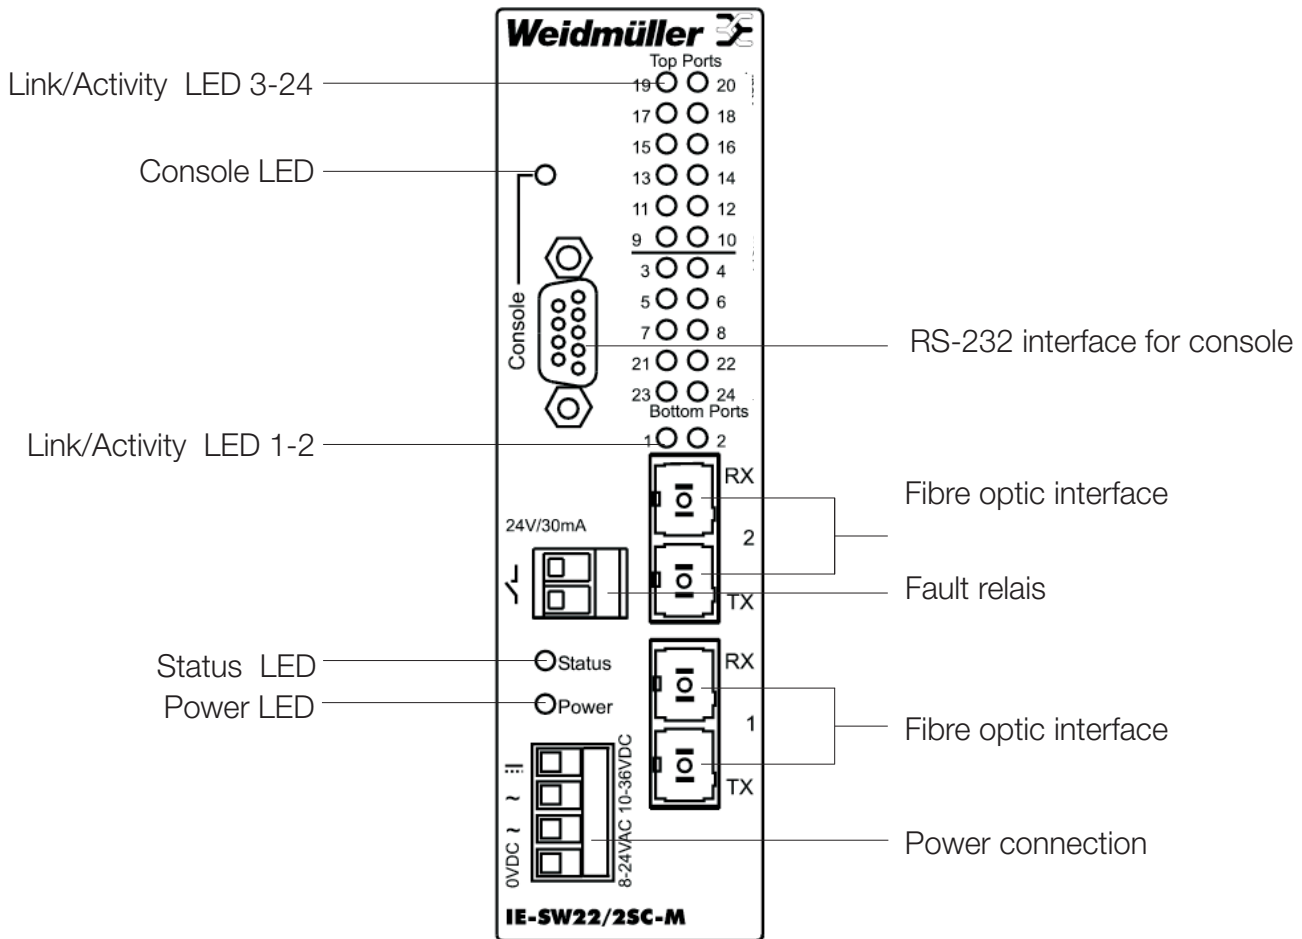 Weidmüller
Top Ports
Link/Activity LED 3-24
19 20
17 18
15 16
Console LED
13 14
11 12
9 10
3 4
5 6
Console
7 8
RS-232 interface for console
21 22
23 24
Bottom Ports
Link/Activity LED 1-2
1 2
RX
Fibre optic interface
24V/30mA
2
Fault relais
TX
Status LED
Status
RX
Power LED
Power
1
Fibre optic interface
TX
~
~
0VDC
8-24VAC 10-36VDC
Power connection
IE-SW22/2SC-M